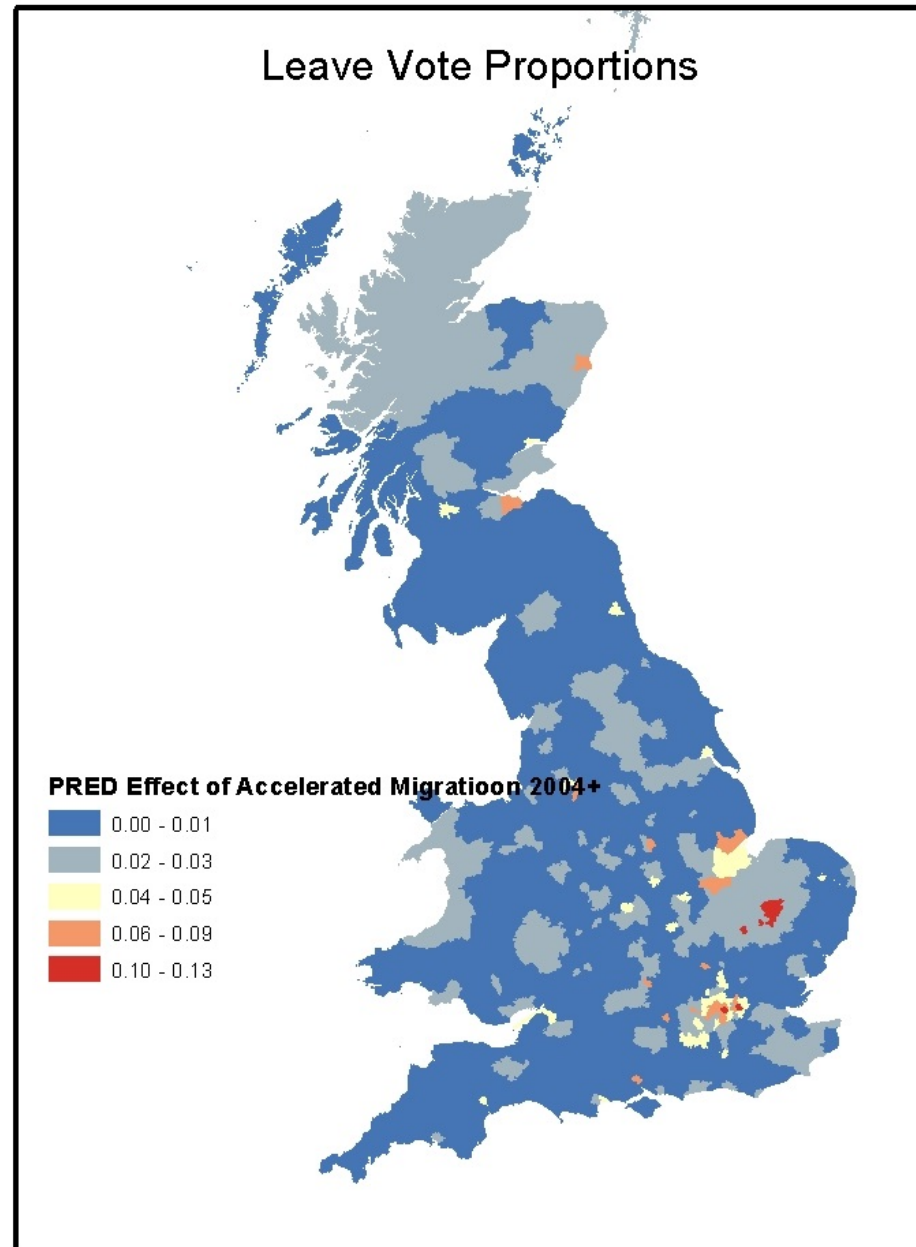 Leave Vote Proportions
PRED Effect of Accelerated Migratioon 2004+
0.00 - 0.01
0.02 - 0.03
0.04 - 0.05
0.06 - 0.09
0.10 - 0.13